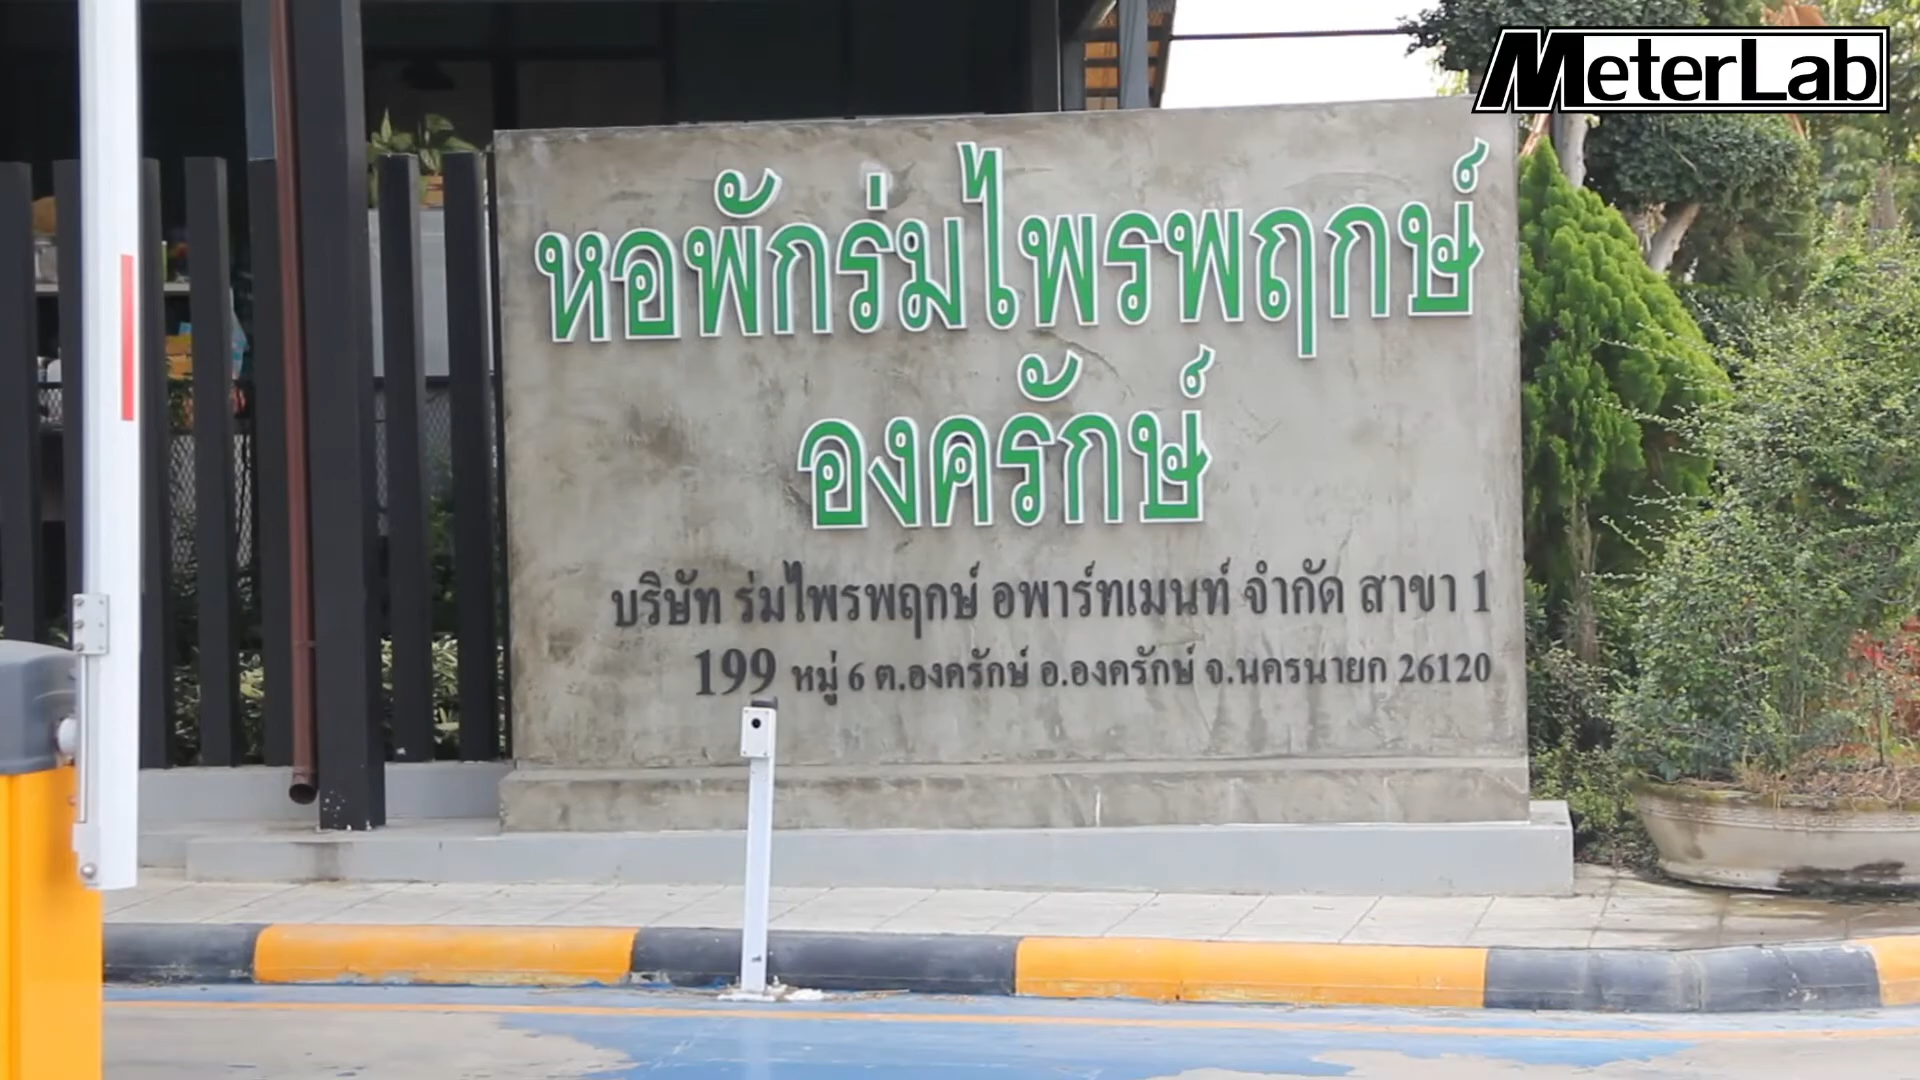 MeterLab
หอพักร่มไพรพฤกษ์
องครักษ์
บริษัท ร่มไพรพฤกษ์ อพาร์ทเมนท์ จำกัด สาขา 1
199 หมู่ 6 ต.องครักษ์ อ.องครักษ์ จ.นครนายก 26120